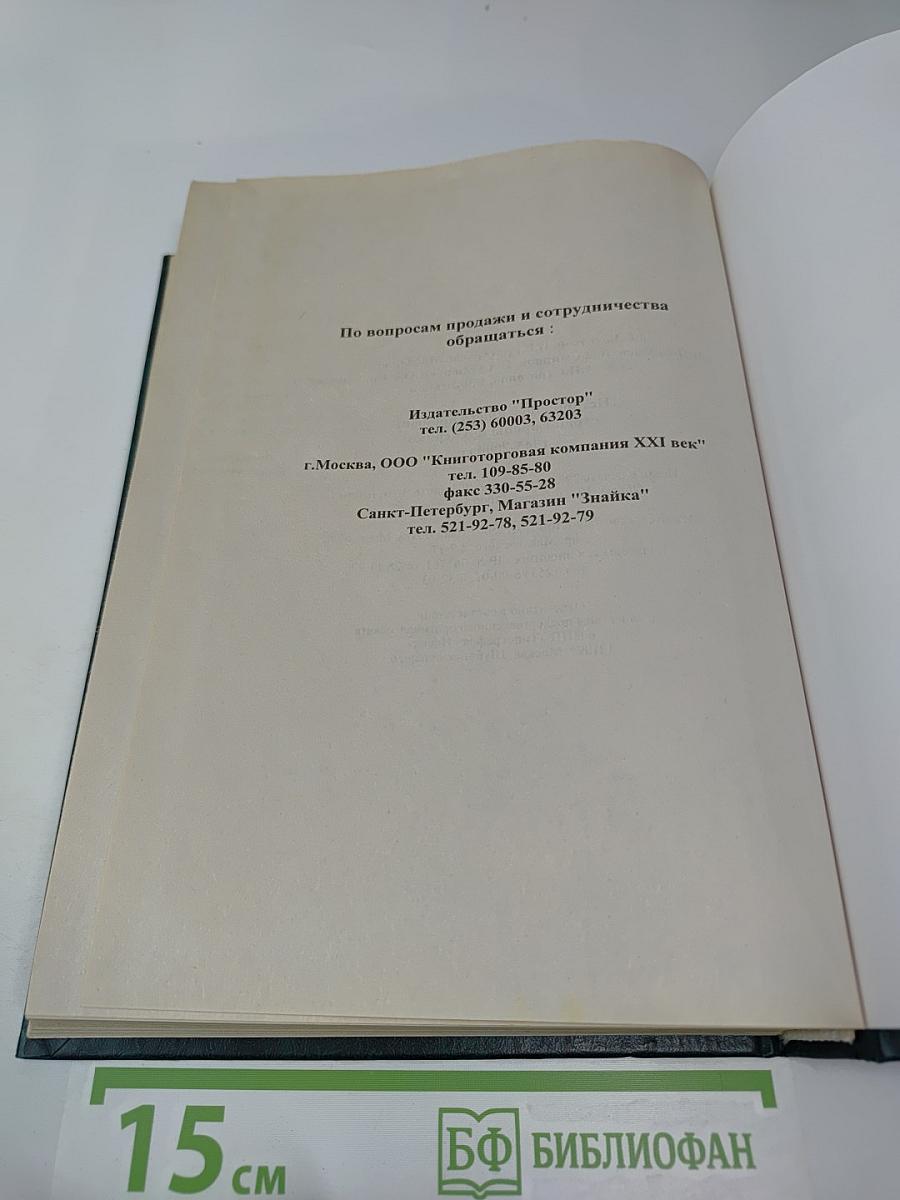 По вопросам продажи и сотрудничества
обращаться :
Издательство "Простор"
тел. (253) 60003, 63203
г.Москва, ООО "Книготорговая компания XXI век"
тел. 109-85-80
факс 330-55-28
Санкт-Петербург, Магазин "Знайка"
тел. 521-92-78, 521-92-79
15 см
БФ БИБЛИОФАН